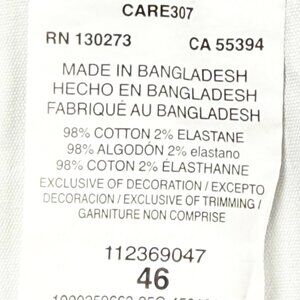 CARE307
RN 130273 CA 55394
MADE IN BANGLADESH
HECHO EN BANGLADESH
FABRIQUÉ AU BANGLADESH
98% COTTON 2% ELASTANE
98% ALGODÓN 2% elastano
98% COTON 2% ÉLASTHANNE
EXCLUSIVE OF DECORATION / EXCEPTO
DECORACION / EXCLUSIVE OF TRIMMING /
GARNITURE NON COMPRISE
112369047
46